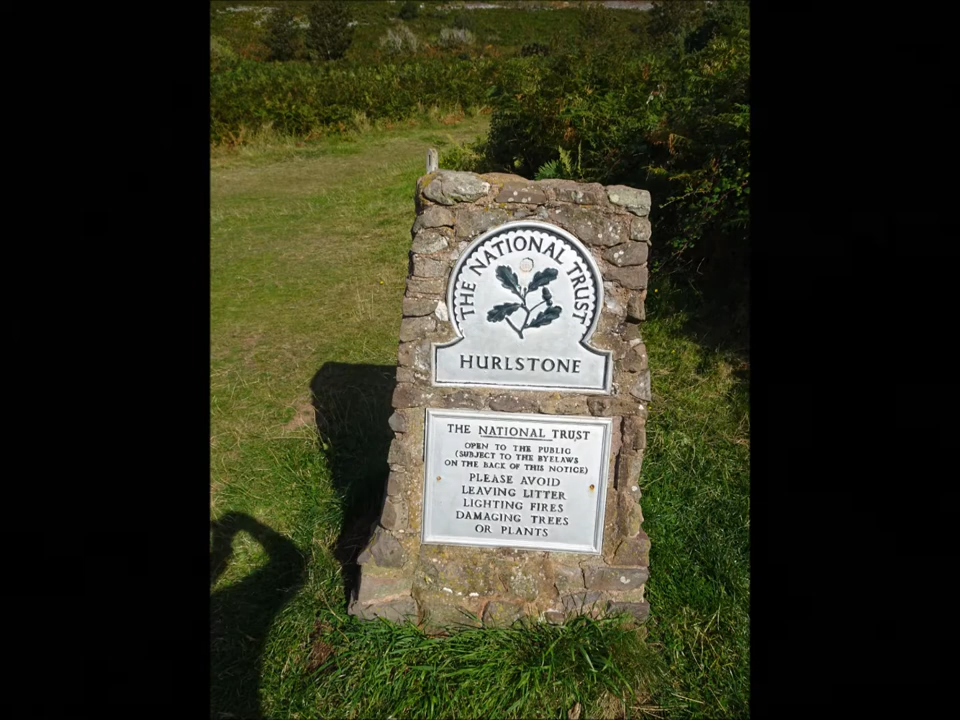 THE NATIONAL TRUST
HURLSTONE
THE NATIONAL TRUST
OPEN TO THE PUBLIC
(SUBJECT TO THE BYELAWS
ON THE BACK OF THIS NOTICE)
PLEASE AVOID
LEAVING LITTER
LIGHTING FIRES
DAMAGING TREES
OR PLANTS